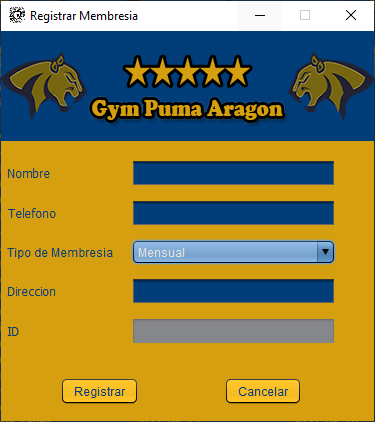 Registrar Membresia
Gym Puma Aragon
Nombre
Telefono
Tipo de Membresia
Mensual
Direccion
ID
Registrar
Cancelar